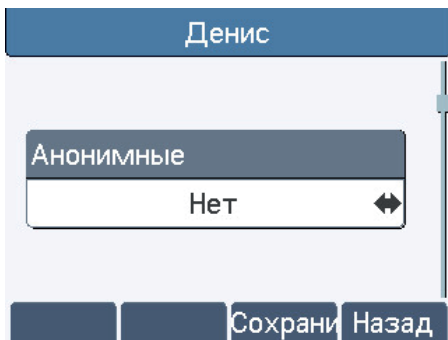 Денис
Анонимные
Нет
Сохрани Назад